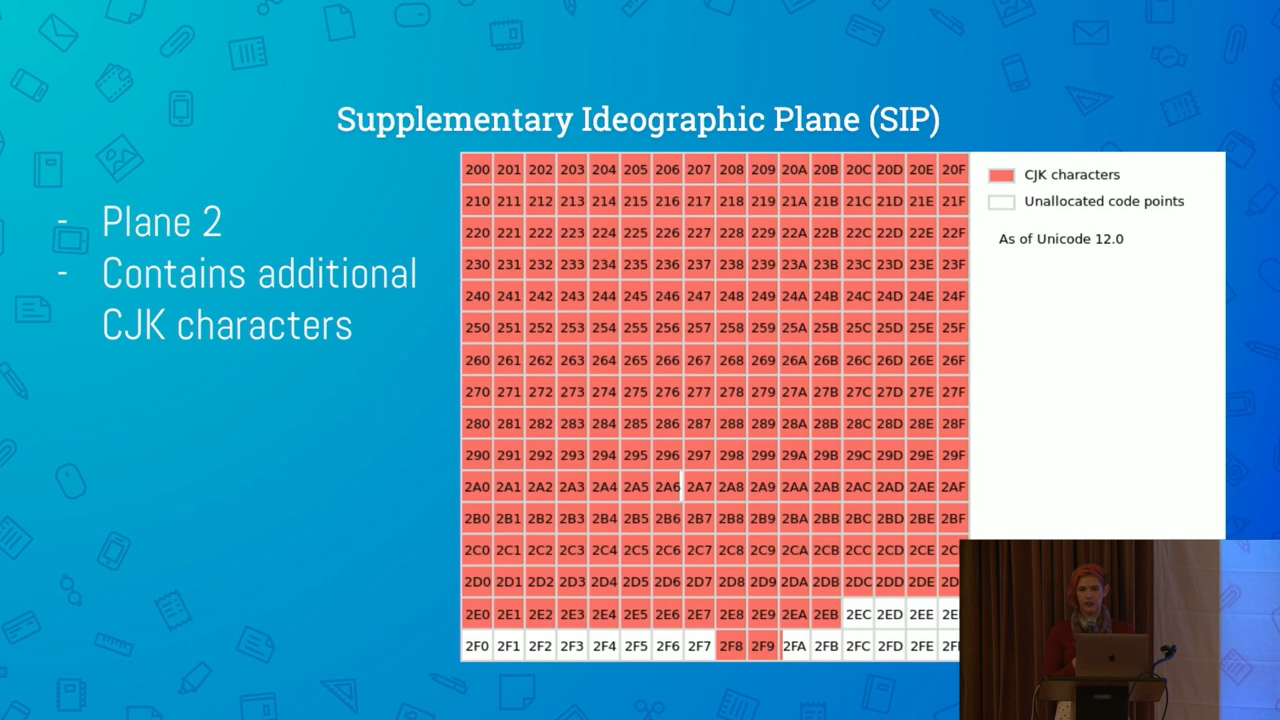 Supplementary Ideographic Plane (SIP)
- Plane 2
- Contains additional
CJK characters
200 201 202 203 204 205 206 207 208 209 20A 20B 20C 20D 20E 20F
210 211 212 213 214 215 216 217 218 219 21A 21B 21C 21D 21E 21F
220 221 222 223 224 225 226 227 228 229 22A 22B 22C 22D 22E 22F
230 231 232 233 234 235 236 237 238 239 23A 23B 23C 23D 23E 23F
240 241 242 243 244 245 246 247 248 249 24A 24B 24C 24D 24E 24F
250 251 252 253 254 255 256 257 258 259 25A 25B 25C 25D 25E 25F
260 261 262 263 264 265 266 267 268 269 26A 26B 26C 26D 26E 26F
270 271 272 273 274 275 276 277 278 279 27A 27B 27C 27D 27E 27F
280 281 282 283 284 285 286 287 288 289 28A 28B 28C 28D 28E 28F
290 291 292 293 294 295 296 297 298 299 29A 29B 29C 29D 29E 29F
2A0 2A1 2A2 2A3 2A4 2A5 2A6 2A7 2A8 2A9 2AA 2AB 2AC 2AD 2AE 2AF
2B0 2B1 2B2 2B3 2B4 2B5 2B6 2B7 2B8 2B9 2BA 2BB 2BC 2BD 2BE 2BF
2C0 2C1 2C2 2C3 2C4 2C5 2C6 2C7 2C8 2C9 2CA 2CB 2CC 2CD 2CE
2D0 2D1 2D2 2D3 2D4 2D5 2D6 2D7 2D8 2D9 2DA 2DB 2DC 2DD 2DE
2E0 2E1 2E2 2E3 2E4 2E5 2E6 2E7 2E8 2E9 2EA 2EB 2EC 2ED 2EE
2F0 2F1 2F2 2F3 2F4 2F5 2F6 2F7 2F8 2F9 2FA 2FB 2FC 2FD 2FE
CJK characters
Unallocated code points
As of Unicode 12.0